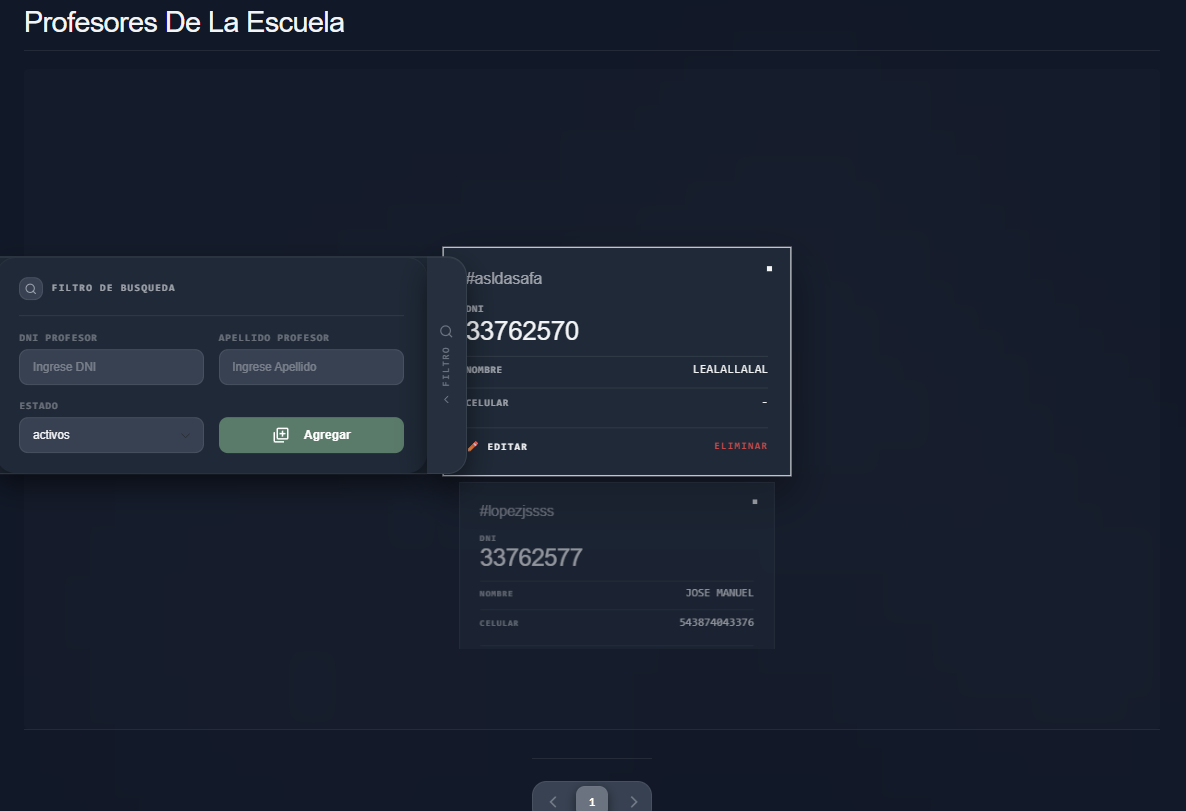 Profesores De La Escuela
FILTRO DE BUSQUEDA
DNI PROFESOR
APELLIDO PROFESOR
Ingrese DNI
Ingrese Apellido
ESTADO
activos
Agregar
FILTRO
#asldasafa
DNI
33762570
NOMBRE
LEALALLALAL
CELULAR
-
EDITAR
ELIMINAR
#lopezjssss
DNI
33762577
NOMBRE
JOSE MANUEL
CELULAR
543874043376
1